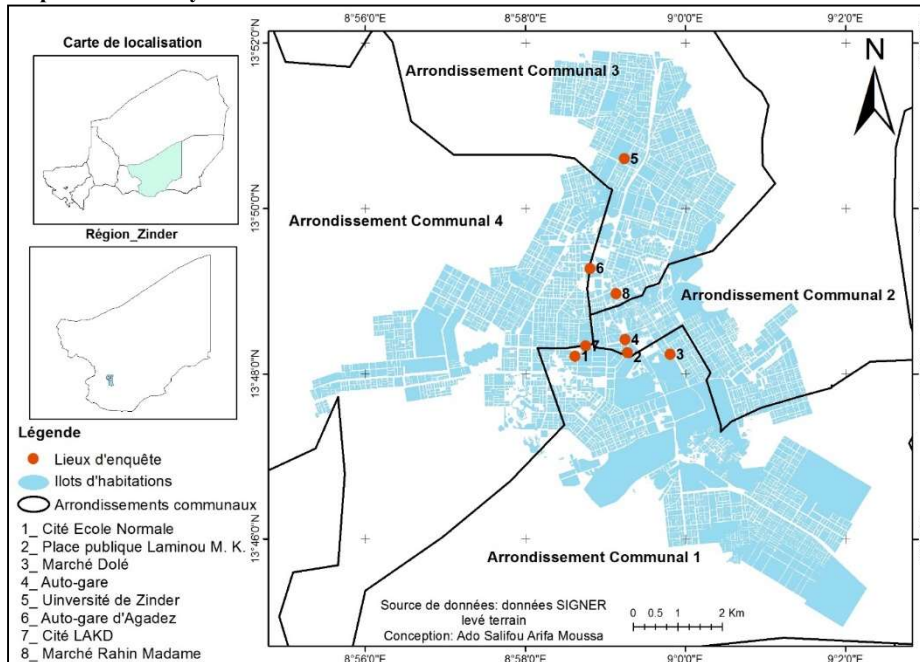 Carte de localisation
Région_Zinder
Légende
Lieux d'enquête
Ilots d'habitations
Arrondissements communaux
1_ Cité Ecole Normale
2_ Place publique Laminou M. K.
3_ Marché Dolé
4_ Auto-gare
5_ Uinversité de Zinder
6_ Auto-gare d'Agadez
7_ Cité LAKD
8_ Marché Rahin Madame
8°56'0"E 8°58'0"E 9°0'0"E 9°2'0"E
13°52'0"N
13°50'0"N
13°48'0"N
13°46'0"N
N
Arrondissement Communal 3
5
Arrondissement Communal 4
6
8
Arrondissement Communal 2
4
7
1
2
3
Arrondissement Communal 1
Source de données: données SIGNER
levé terrain
Conception: Ado Salifou Arifa Moussa
0 0.5 1 2 Km
8°56'0"E 8°58'0"E 9°0'0"E 9°2'0"E